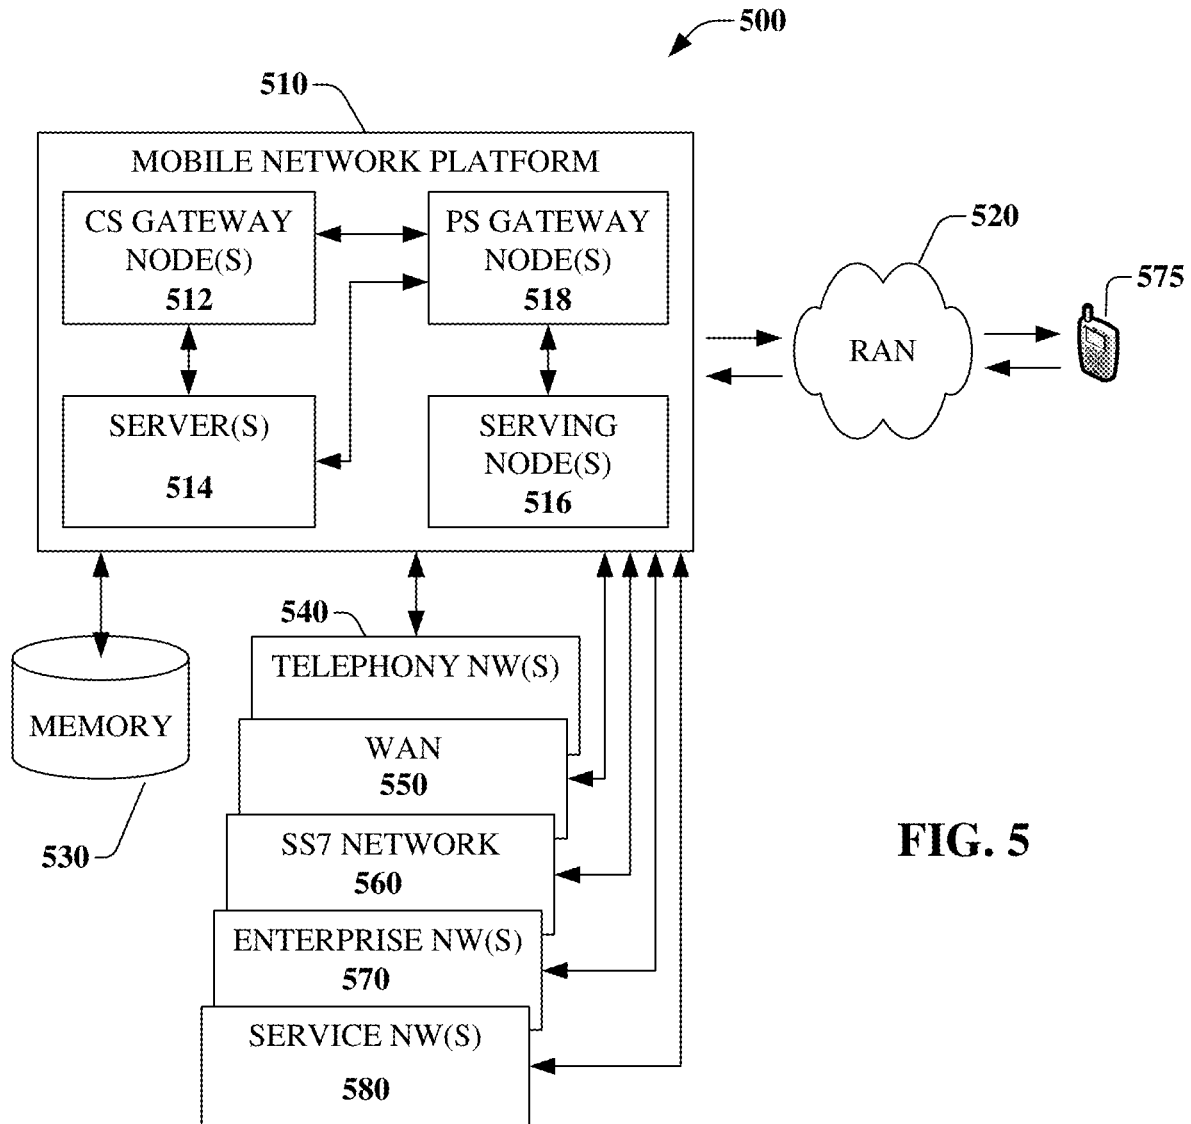 500
510
MOBILE NETWORK PLATFORM
CS GATEWAY
NODE(S)
512
PS GATEWAY
NODE(S)
518
SERVER(S)
514
SERVING
NODE(S)
516
520
RAN
575
540
TELEPHONY NW(S)
MEMORY
530
WAN
550
SS7 NETWORK
560
ENTERPRISE NW(S)
570
SERVICE NW(S)
580
FIG. 5